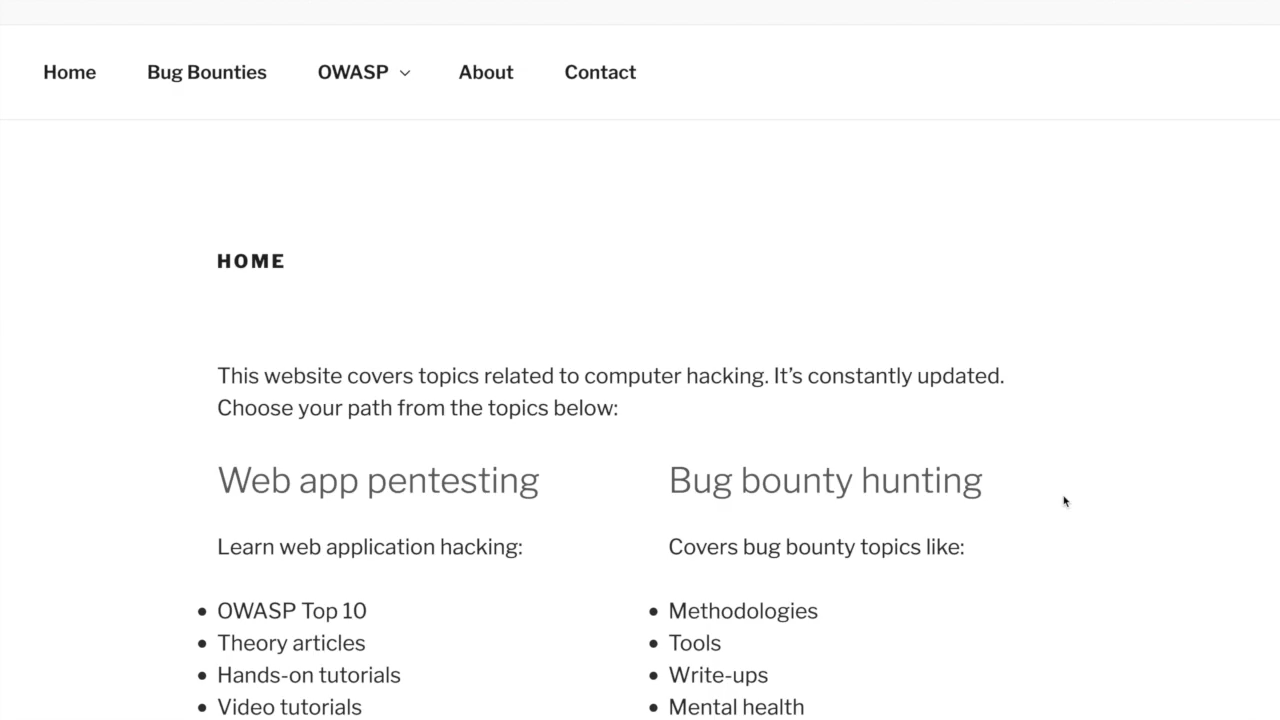 Home Bug Bounties OWASP About Contact
HOME
This website covers topics related to computer hacking. It’s constantly updated.
Choose your path from the topics below:
Web app pentesting
Learn web application hacking:
OWASP Top 10
Theory articles
Hands-on tutorials
Video tutorials
Bug bounty hunting
Covers bug bounty topics like:
Methodologies
Tools
Write-ups
Mental health